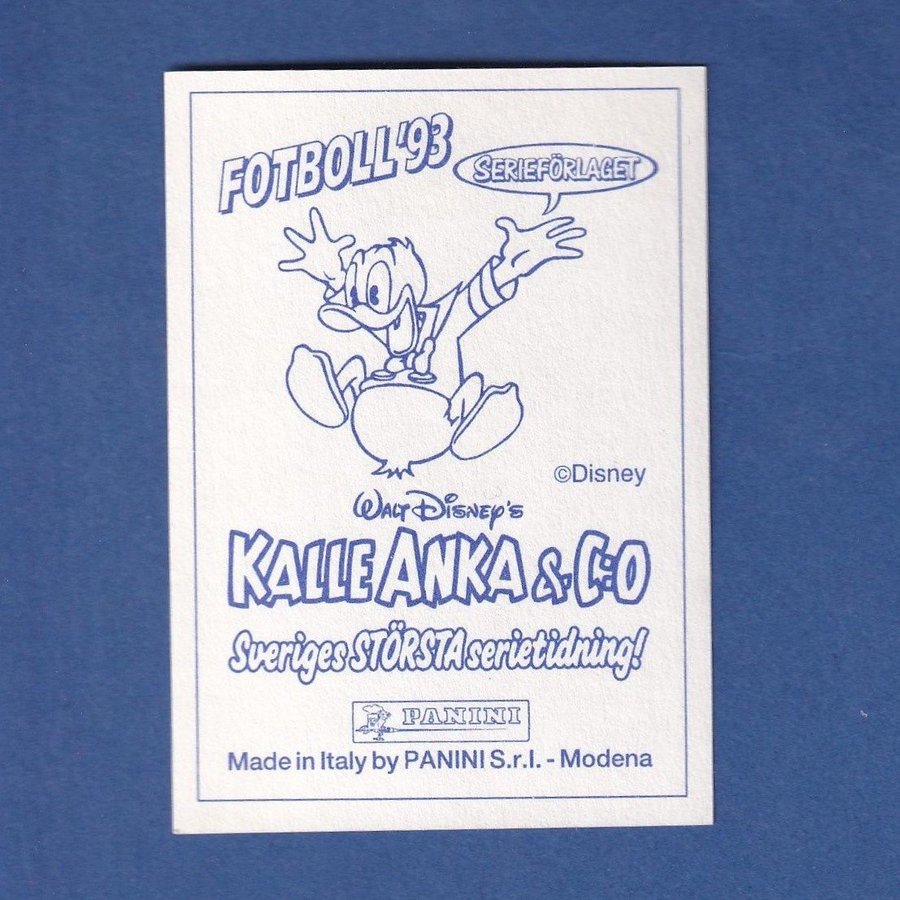 FOTBOLL'93
SERIEFÖRLAGET
©Disney
WALT DISNEY'S
KALLE ANKA & C:O
Sveriges STÖRSTA serietidning!
PANINI
Made in Italy by PANINI S.r.l. - Modena